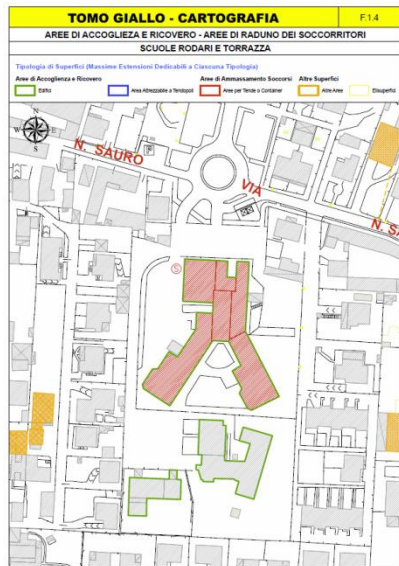 TOMO GIALLO - CARTOGRAFIA
F.1.4
AREE DI ACCOGLIEZA E RICOVERO - AREE DI RADUNO DEI SOCCORRITORI
SCUOLE RODARI E TORRAZZA
Tipologia di Superfici (Massime Estensioni Dedicabili a Ciascuna Tipologia)
Aree di Accoglienza e Ricovero
Aree di Ammassamento Soccorsi
Altre Superfici
Edifici
Area Attrezzabile a Tendopoli
Aree per Tende o Container
Altre Aree
Elisuperfici
N
W
E
S
N. SAURO
VIA
N. SA
S